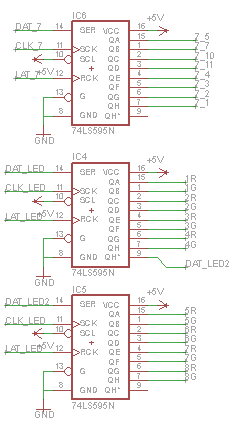 IC6
+5V
DAT_7 14 SER VCC 16
QA 15 7_5
CLK_7 11 SCK QB 1 7_7
10 SCL QC 2 7_10
+5V QD 3 7_11
LAT_7 12 RCK QE 4 7_4
QF 5 7_3
13 G QG 6 7_2
QH 7 7_1
8 GND QH* 9
GND 74LS595N
IC4
+5V
DAT_LED 14 SER VCC 16
QA 15 1R
CLK_LED 11 SCK QB 1 1G
10 SCL QC 2 2R
+5V QD 3 2G
LAT_LED 12 RCK QE 4 3R
QF 5 3G
13 G QG 6 4R
QH 7 4G
8 GND QH* 9
DAT_LED2
GND 74LS595N
IC5
+5V
DAT_LED2 14 SER VCC 16
QA 15 5R
CLK_LED 11 SCK QB 1 5G
10 SCL QC 2 6R
+5V QD 3 6G
LAT_LED 12 RCK QE 4 7R
QF 5 7G
13 G QG 6 8R
QH 7 8G
8 GND QH* 9
GND 74LS595N